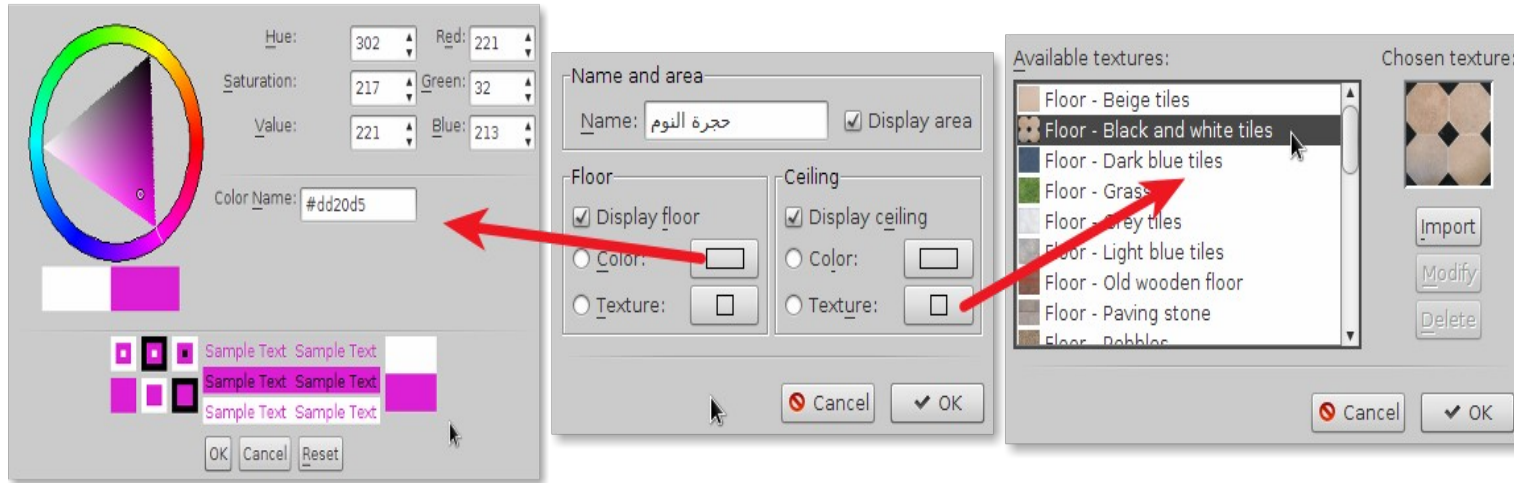 Hue: 302 Red: 221
Saturation: 217 Green: 32
Value: 221 Blue: 213
Color Name: #dd20d5
Sample Text Sample Text
Sample Text Sample Text
Sample Text Sample Text
OK Cancel Reset
Name and area
Name: حجرة النوم Display area
Floor Ceiling
Display floor Display ceiling
Color: Color:
Texture: Texture:
Cancel OK
Available textures: Chosen texture:
Floor - Beige tiles
Floor - Black and white tiles
Floor - Dark blue tiles
Floor - Grass
Floor - Grey tiles
Floor - Light blue tiles
Floor - Old wooden floor
Floor - Paving stone
Floor - Pebbles
Import
Modify
Delete
Cancel OK